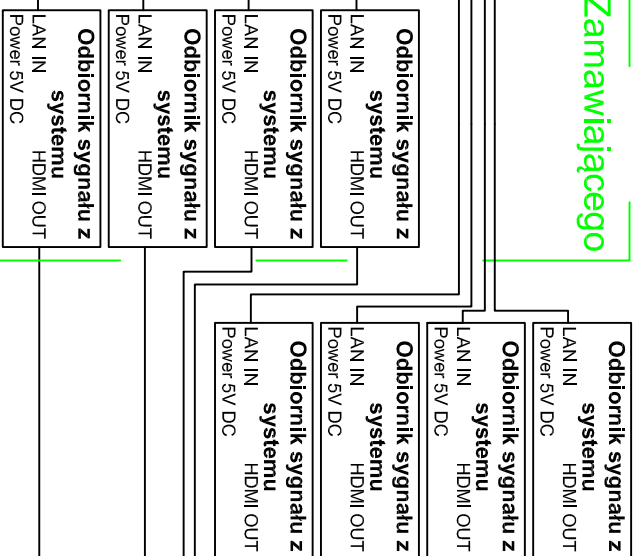 Zamawiającego
Odbiornik sygnału z
systemu
LAN IN HDMI OUT
Power 5V DC
Odbiornik sygnału z
systemu
LAN IN HDMI OUT
Power 5V DC
Odbiornik sygnału z
systemu
LAN IN HDMI OUT
Power 5V DC
Odbiornik sygnału z
systemu
LAN IN HDMI OUT
Power 5V DC
Odbiornik sygnału z
systemu
LAN IN HDMI OUT
Power 5V DC
Odbiornik sygnału z
systemu
LAN IN HDMI OUT
Power 5V DC
Odbiornik sygnału z
systemu
LAN IN HDMI OUT
Power 5V DC
Odbiornik sygnału z
systemu
LAN IN HDMI OUT
Power 5V DC